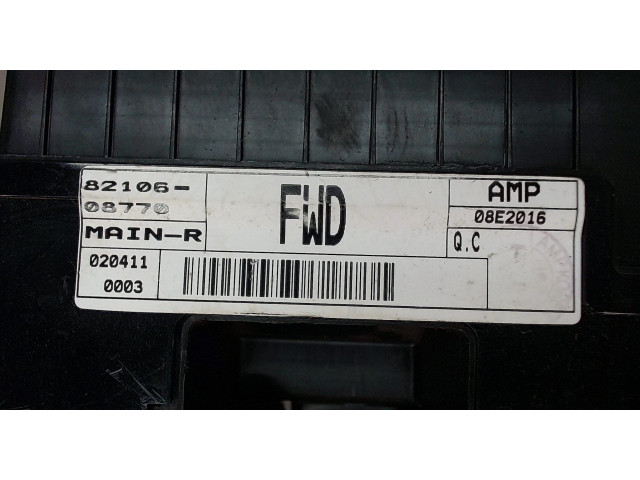 82106-
08770
MAIN-R
020411
0003
FWD
AMP
08E2016
Q.C